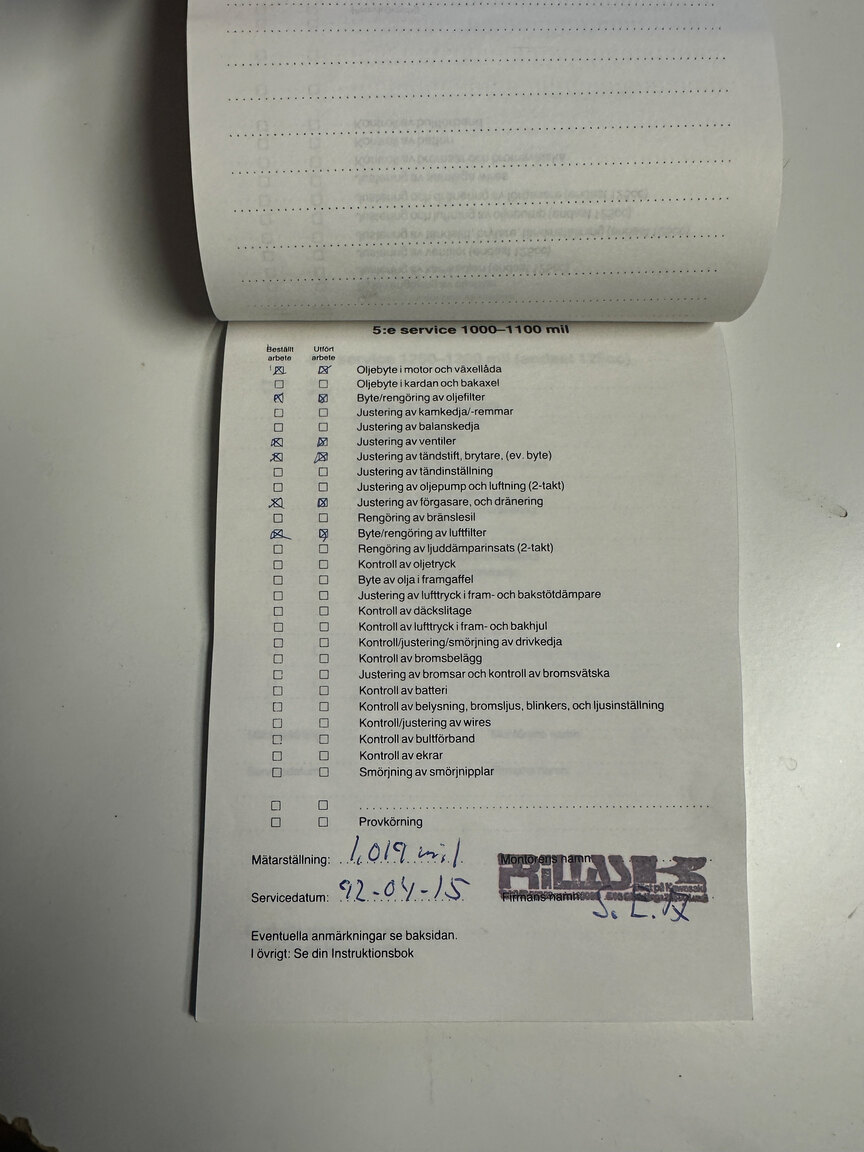 5:e service 1000–1100 mil
Beställt arbete Utfört arbete
☒ ☒ Oljebyte i motor och växellåda
☐ ☐ Oljebyte i kardan och bakaxel
☒ ☒ Byte/rengöring av oljefilter
☐ ☐ Justering av kamkedja/-remmar
☐ ☐ Justering av balanskedja
☒ ☒ Justering av ventiler
☒ ☒ Justering av tändstift, brytare, (ev. byte)
☐ ☐ Justering av tändinställning
☐ ☐ Justering av oljepump och luftning (2-takt)
☒ ☒ Justering av förgasare, och dränering
☐ ☐ Rengöring av bränslesil
☒ ☒ Byte/rengöring av luftfilter
☐ ☐ Rengöring av ljuddämparinsats (2-takt)
☐ ☐ Kontroll av oljetryck
☐ ☐ Byte av olja i framgaffel
☐ ☐ Justering av lufttryck i fram- och bakstötdämpare
☐ ☐ Kontroll av däckslitage
☐ ☐ Kontroll av lufttryck i fram- och bakhjul
☐ ☐ Kontroll/justering/smörjning av drivkedja
☐ ☐ Kontroll av bromsbelägg
☐ ☐ Justering av bromsar och kontroll av bromsvätska
☐ ☐ Kontroll av batteri
☐ ☐ Kontroll av belysning, bromsljus, blinkers, och ljusinställning
☐ ☐ Kontroll/justering av wires
☐ ☐ Kontroll av bultförband
☐ ☐ Kontroll av ekrar
☐ ☐ Smörjning av smörjnipplar
☐ ☐
☐ ☐ Provkörning
Mätarställning: 1,019 mil Montörens namn
Servicedatum: 92-04-15 Firmans namn
Eventuella anmärkningar se baksidan.
I övrigt: Se din Instruktionsbok